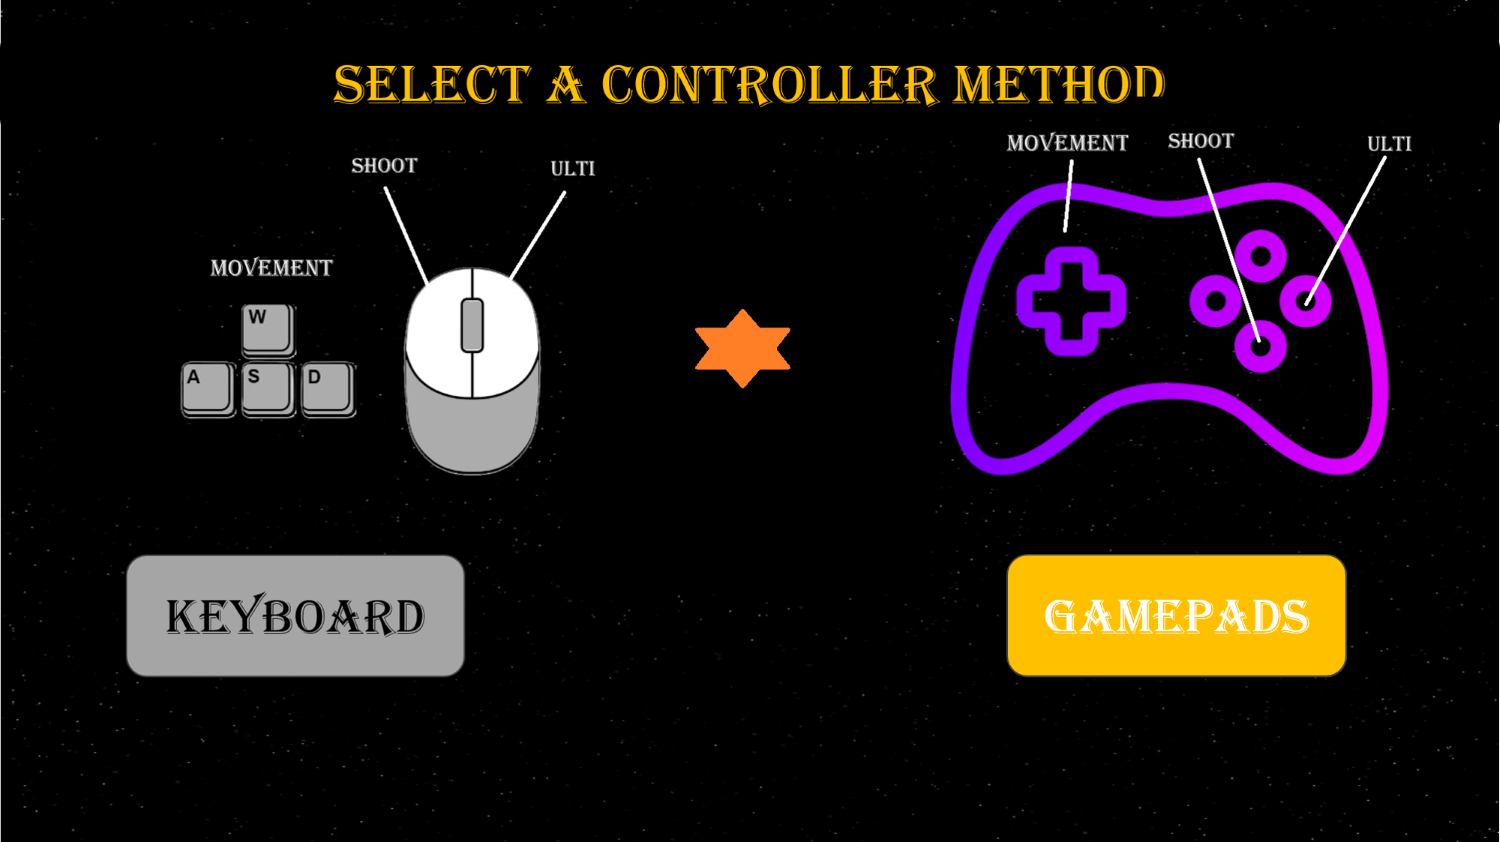 SELECT A CONTROLLER METHOD
MOVEMENT
SHOOT
ULTI
W
A S D
MOVEMENT
SHOOT
ULTI
KEYBOARD
GAMEPADS